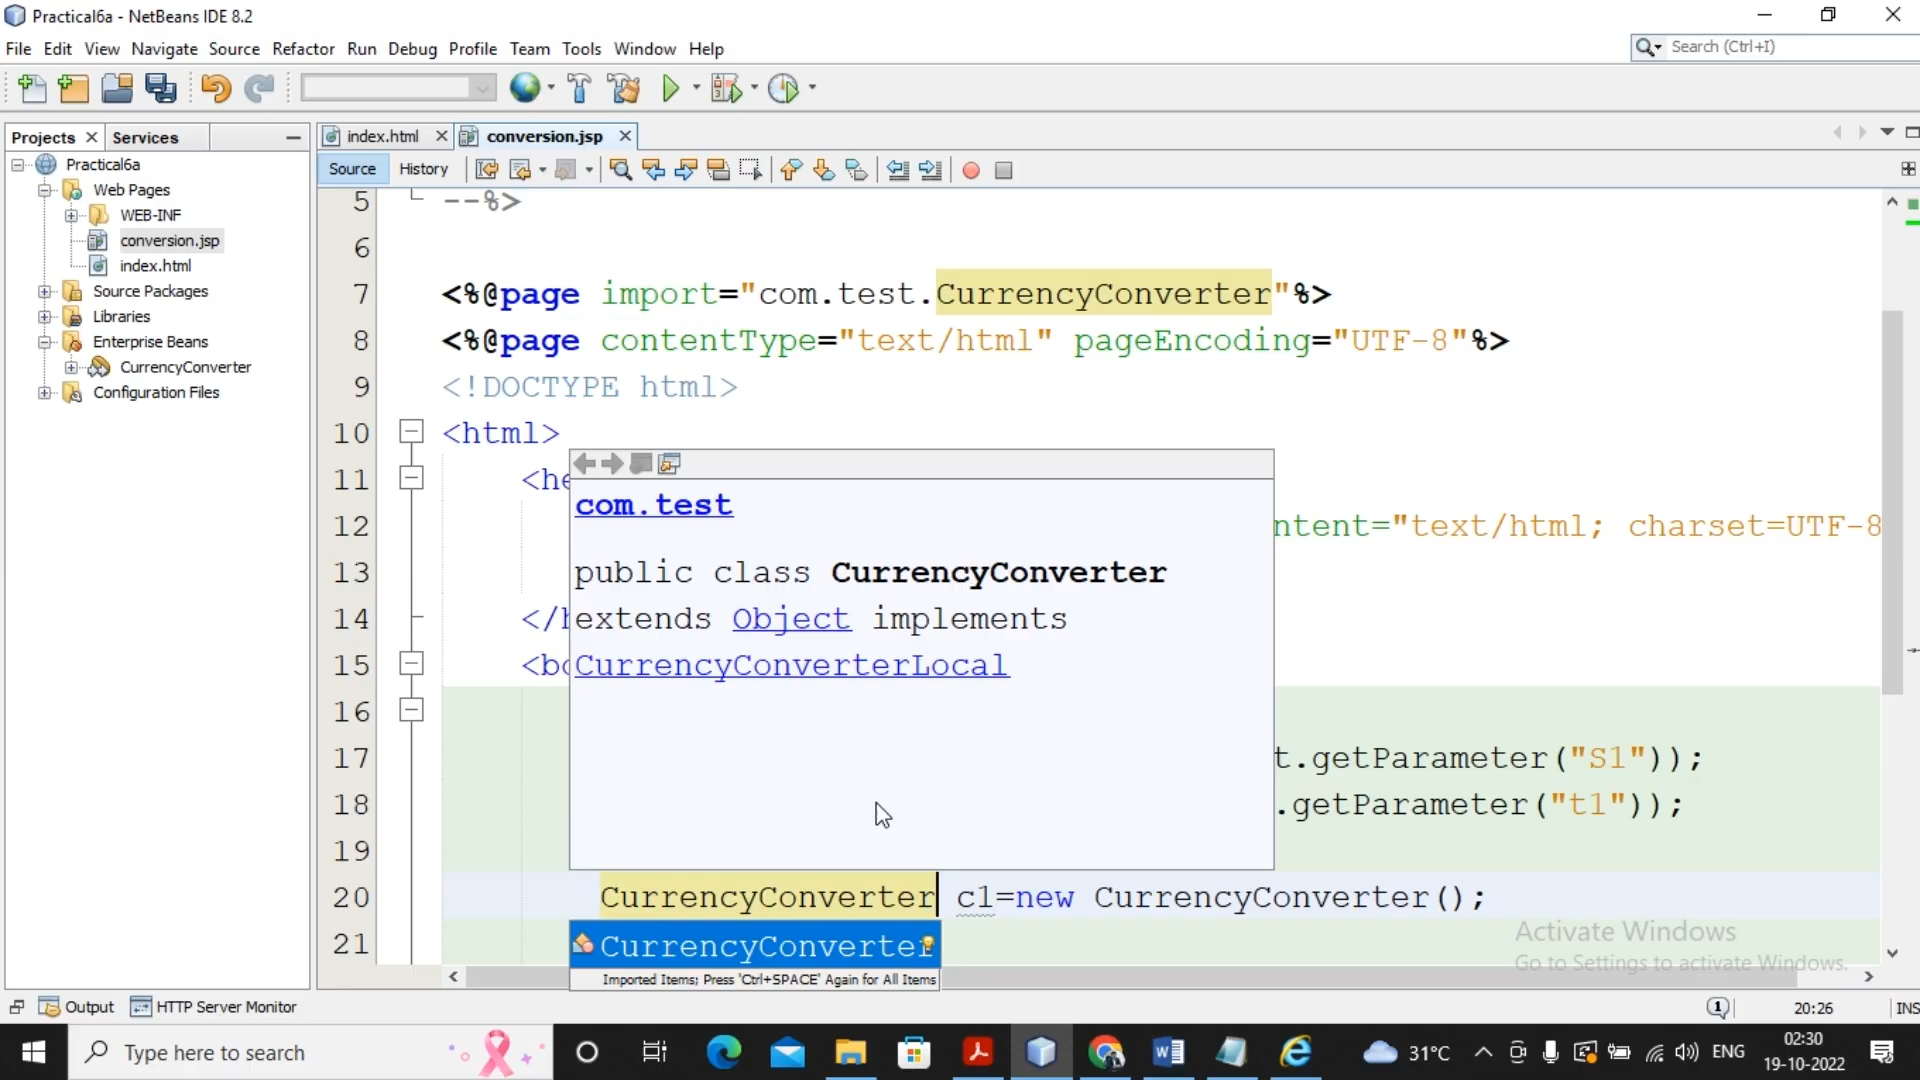 Practical6a - NetBeans IDE 8.2
File Edit View Navigate Source Refactor Run Debug Profile Team Tools Window Help
Search (Ctrl+I)
Projects Services
index.html conversion.jsp
Source History
Practical6a
Web Pages
WEB-INF
conversion.jsp
index.html
Source Packages
Libraries
Enterprise Beans
CurrencyConverter
Configuration Files
5 --%>
6
7 <%@page import="com.test.CurrencyConverter"%>
8 <%@page contentType="text/html" pageEncoding="UTF-8"%>
9 <!DOCTYPE html>
10 <html>
11 <he
12 ntent="text/html; charset=UTF-8
13
14 </h
15 <bo
16
17 t.getParameter("S1"));
18 .getParameter("t1"));
19
20 CurrencyConverter c1=new CurrencyConverter();
21
com.test
public class CurrencyConverter
extends Object implements
CurrencyConverterLocal
CurrencyConverter
Imported Items; Press 'Ctrl+SPACE' Again for All Items
Activate Windows
Go to Settings to activate Windows.
Output HTTP Server Monitor
1 20:26 INS
Type here to search
31°C ENG
02:30
19-10-2022